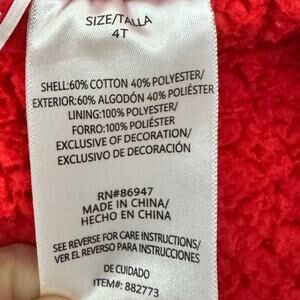 SIZE/TALLA
4T
SHELL:60% COTTON 40% POLYESTER/
EXTERIOR:60% ALGODÓN 40% POLIÉSTER
LINING:100% POLYESTER/
FORRO:100% POLIÉSTER
EXCLUSIVE OF DECORATION/
EXCLUSIVO DE DECORACIÓN
RN#86947
MADE IN CHINA/
HECHO EN CHINA
SEE REVERSE FOR CARE INSTRUCTIONS/
VER EL REVERSO PARA INSTRUCCIONES
DE CUIDADO
ITEM#: 882773